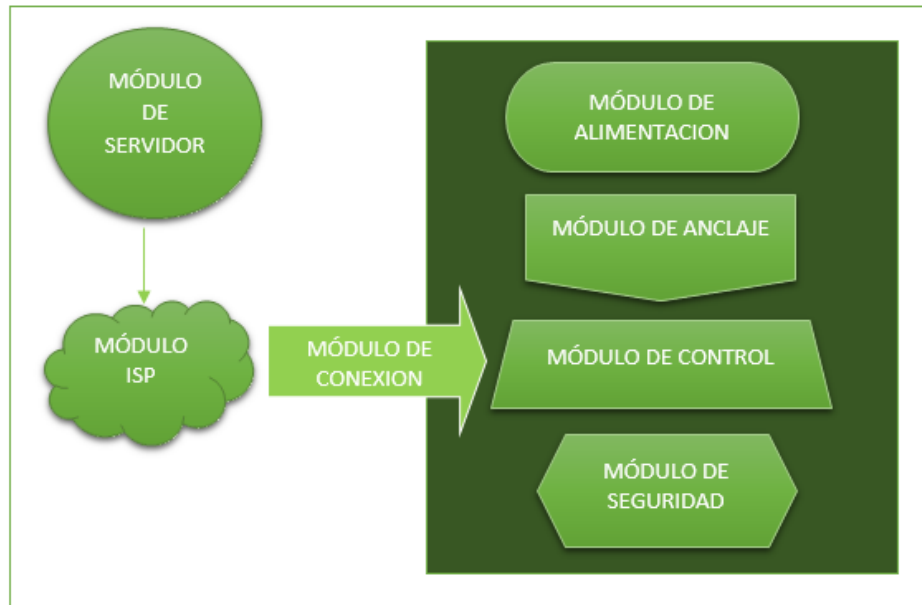 MÓDULO
DE
SERVIDOR
MÓDULO
ISP
MÓDULO DE
CONEXION
MÓDULO DE
ALIMENTACION
MÓDULO DE ANCLAJE
MÓDULO DE CONTROL
MÓDULO DE
SEGURIDAD